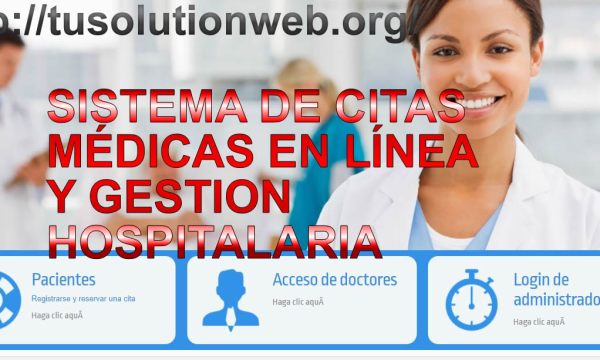 p://tusolutionweb.org/
SISTEMA DE CITAS
MÉDICAS EN LÍNEA
Y GESTION
HOSPITALARIA
Pacientes
Registrarse y reservar una cita
Haga clic aquÃ
Acceso de doctores
Haga clic aquÃ
Login de
administrado
Haga clic aquÃ